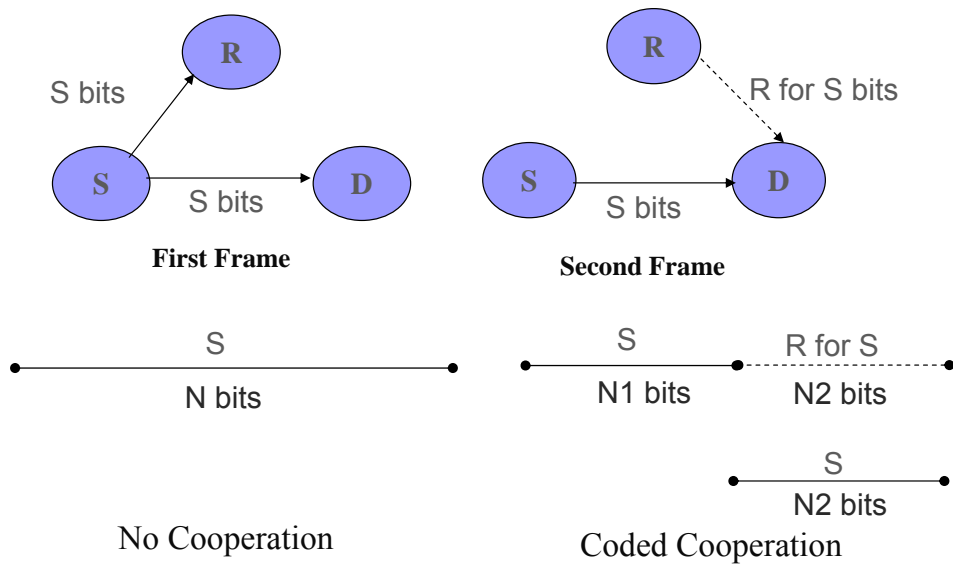 R
S bits
S
D
S bits
First Frame
R
R for S bits
S
D
S bits
Second Frame
S
N bits
No Cooperation
S
R for S
N1 bits
N2 bits
S
N2 bits
Coded Cooperation